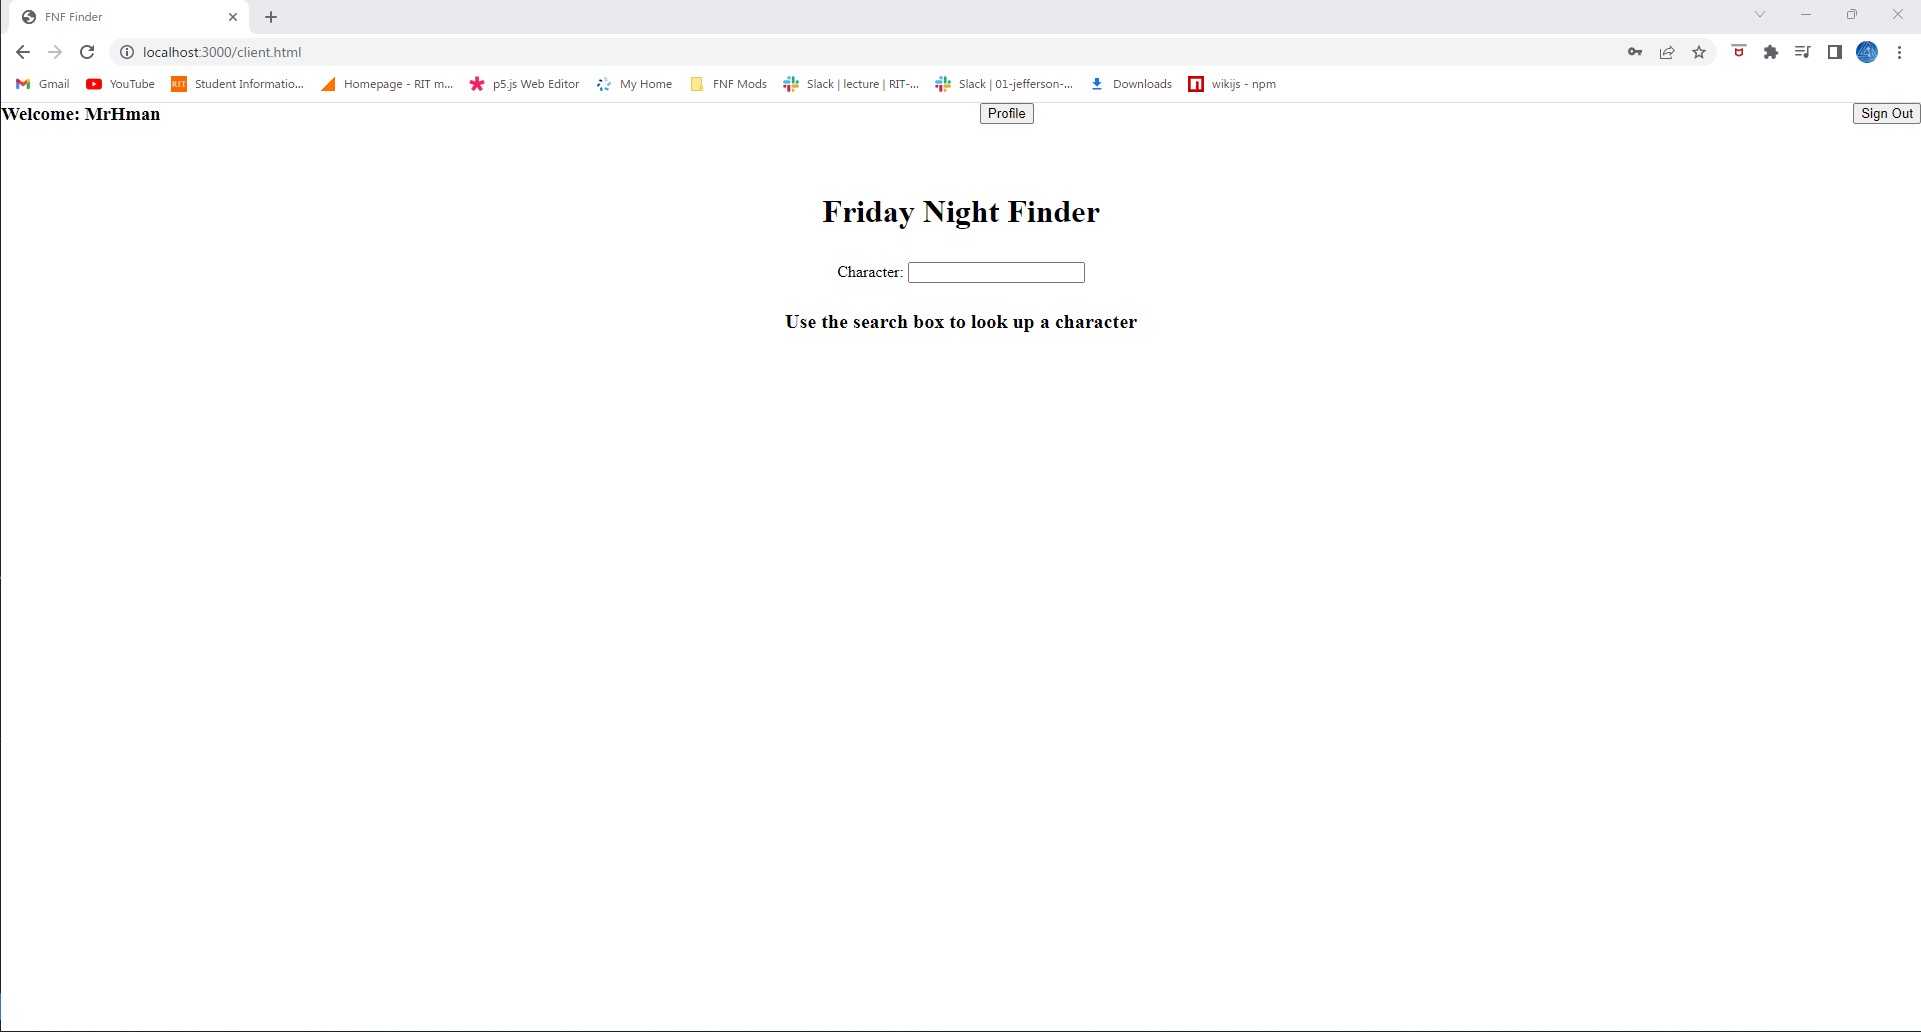 FNF Finder
localhost:3000/client.html
Gmail YouTube RIT Student Informatio... Homepage - RIT m... p5.js Web Editor My Home FNF Mods Slack | lecture | RIT-... Slack | 01-jefferson-... Downloads wikijs - npm
Welcome: MrHman Profile Sign Out
Friday Night Finder
Character:
Use the search box to look up a character